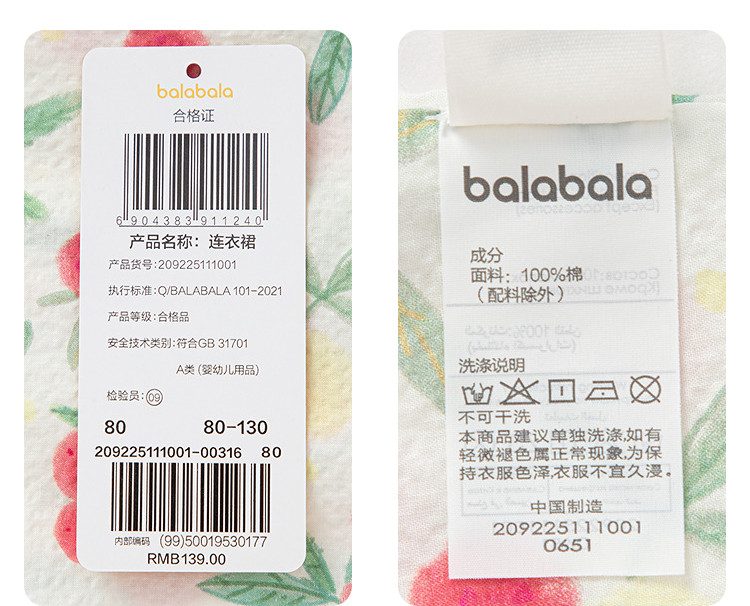 balabala
合格证
6904383911240
产品名称：连衣裙
产品货号：209225111001
执行标准：Q/BALABALA 101-2021
产品等级：合格品
安全技术类别：符合GB 31701
A类 (婴幼儿用品)
检验员：09
80 80-130
209225111001-00316 80
内部编码 (99)50019530177
RMB139.00
balabala
成分
面料：100%棉
（配料除外）
洗涤说明
不可干洗
本商品建议单独洗涤,如有
轻微褪色属正常现象,为保
持衣服色泽衣服不宜久浸。
中国制造
209225111001
0651